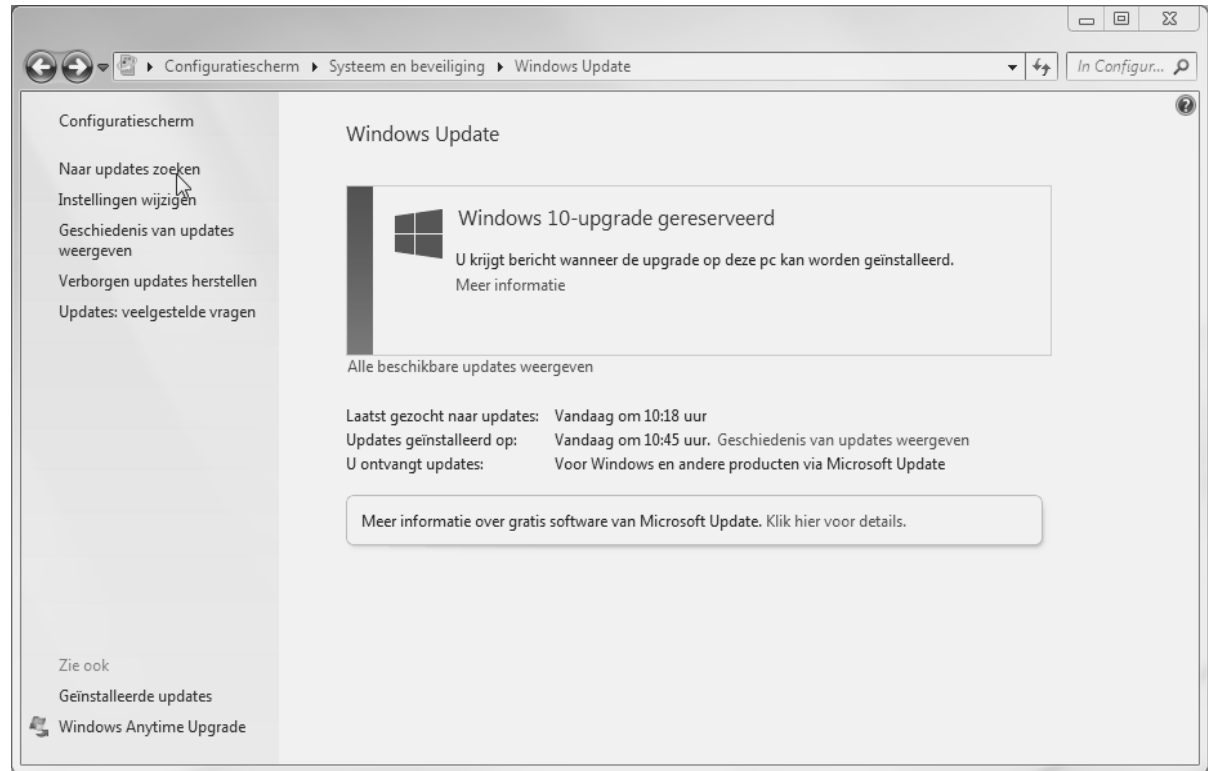 Configuratiescherm ▸ Systeem en beveiliging ▸ Windows Update
In Configur...
Configuratiescherm
Naar updates zoeken
Instellingen wijzigen
Geschiedenis van updates
weergeven
Verborgen updates herstellen
Updates: veelgestelde vragen
Zie ook
Geïnstalleerde updates
Windows Anytime Upgrade
Windows Update
Windows 10-upgrade gereserveerd
U krijgt bericht wanneer de upgrade op deze pc kan worden geïnstalleerd.
Meer informatie
Alle beschikbare updates weergeven
Laatst gezocht naar updates: Vandaag om 10:18 uur
Updates geïnstalleerd op: Vandaag om 10:45 uur. Geschiedenis van updates weergeven
U ontvangt updates: Voor Windows en andere producten via Microsoft Update
Meer informatie over gratis software van Microsoft Update. Klik hier voor details.